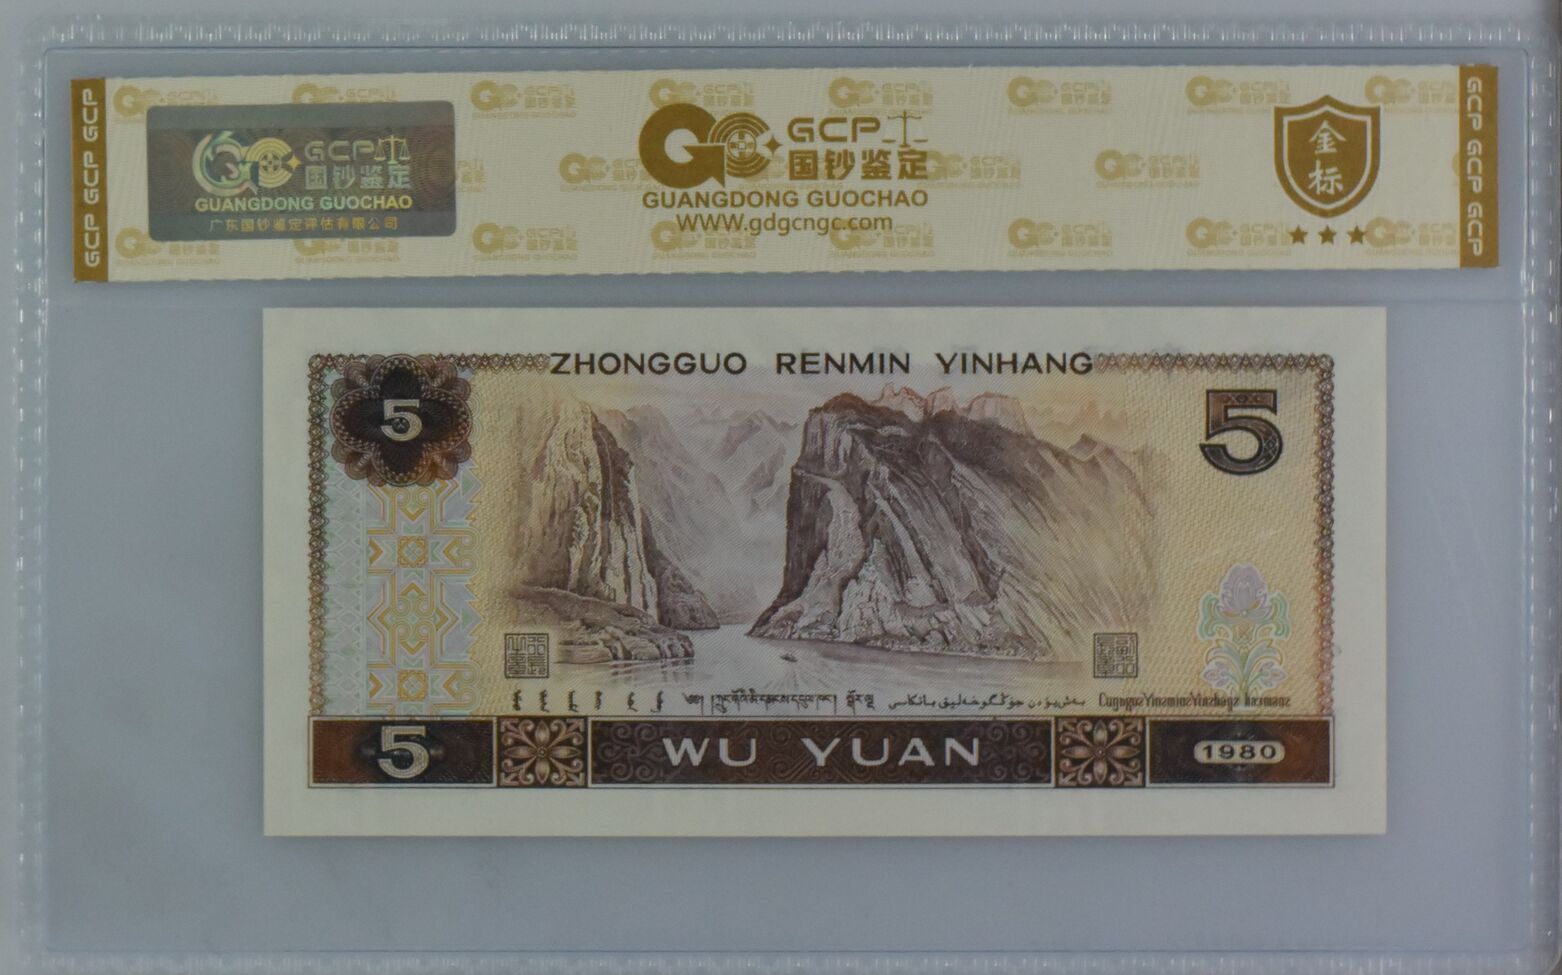 GCP GCP GCP
GCP
国钞鉴定
GUANGDONG GUOCHAO
广东国钞鉴定评估有限公司
GCP
国钞鉴定
GUANGDONG GUOCHAO
WWW.gdgcngc.com
金标
GCP GCP GCP
ZHONGGUO RENMIN YINHANG
5
5
5
WU YUAN
1980